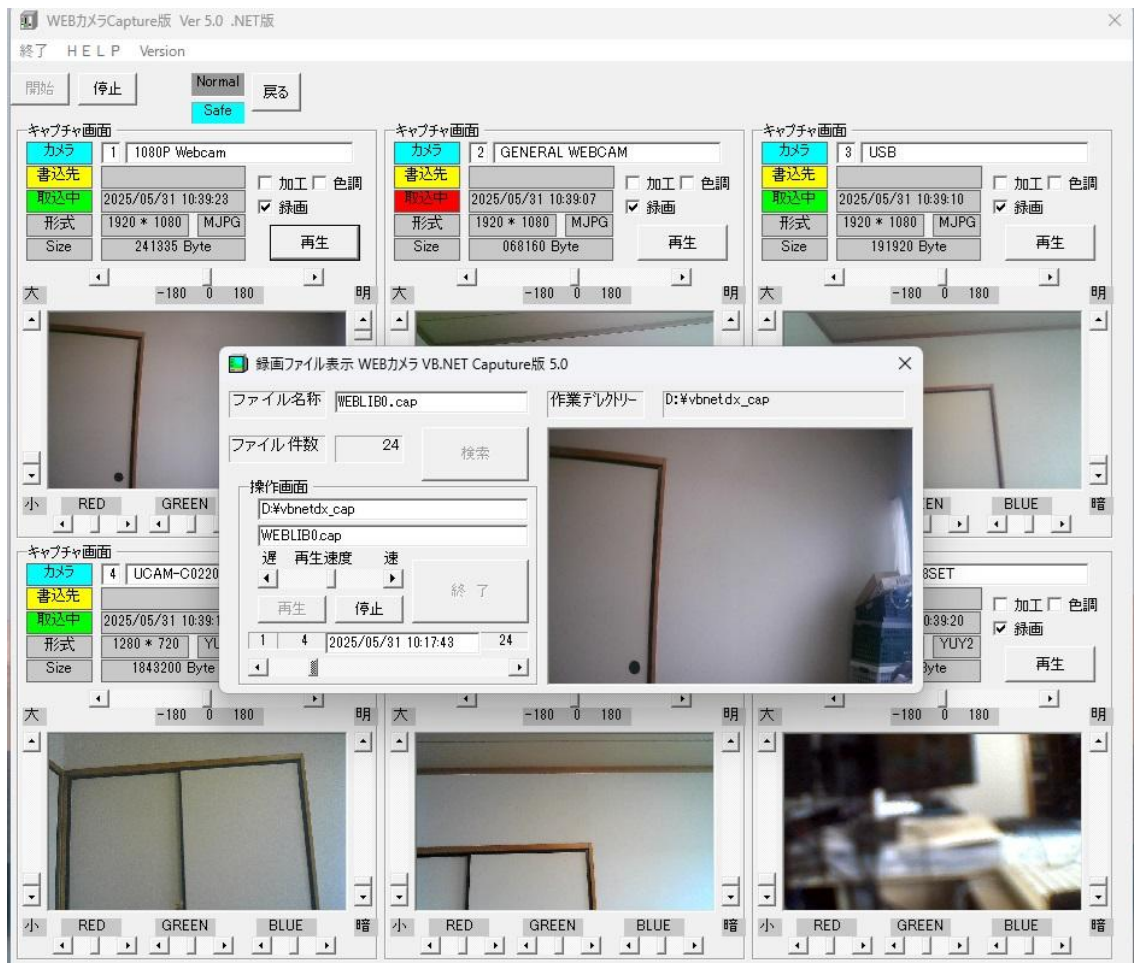 WEBカメラCapture版 Ver 5.0 .NET版
終了 ＨＥＬＰ Version
開始 停止 Normal Safe 戻る
キャプチャ画面
カメラ 1 1080P Webcam
書込先 加工 色調
取込中 2025/05/31 10:39:23 録画
形式 1920 * 1080 MJPG
Size 241335 Byte 再生
大 -180 0 180 明
小 RED GREEN
キャプチャ画面
カメラ 2 GENERAL WEBCAM
書込先 加工 色調
取込中 2025/05/31 10:39:07 録画
形式 1920 * 1080 MJPG
Size 068160 Byte 再生
大 -180 0 180 明
キャプチャ画面
カメラ 3 USB
書込先 加工 色調
取込中 2025/05/31 10:39:10 録画
形式 1920 * 1080 MJPG
Size 191920 Byte 再生
大 -180 0 180 明
BLUE 暗
録画ファイル表示 WEBカメラ VB.NET Caputure版 5.0
ファイル名称 WEBLIB0.cap 作業ﾃﾞﾚｸﾄﾘｰ D:¥vbnetdx_cap
ファイル件数 24 検索
操作画面
D:¥vbnetdx_cap
WEBLIB0.cap
遅 再生速度 速
再生 停止 終 了
1 4 2025/05/31 10:17:43 24
キャプチャ画面
カメラ 4 UCAM-C0220
書込先
取込中 2025/05/31
形式 1280 * 720
Size 1843200 Byte
大 -180 0 180 明
小 RED GREEN BLUE 暗
-180 0 180 明
大
小 RED GREEN BLUE 暗
加工 色調
録画
YUY2
再生
大 -180 0 180 明
小 RED GREEN BLUE 暗